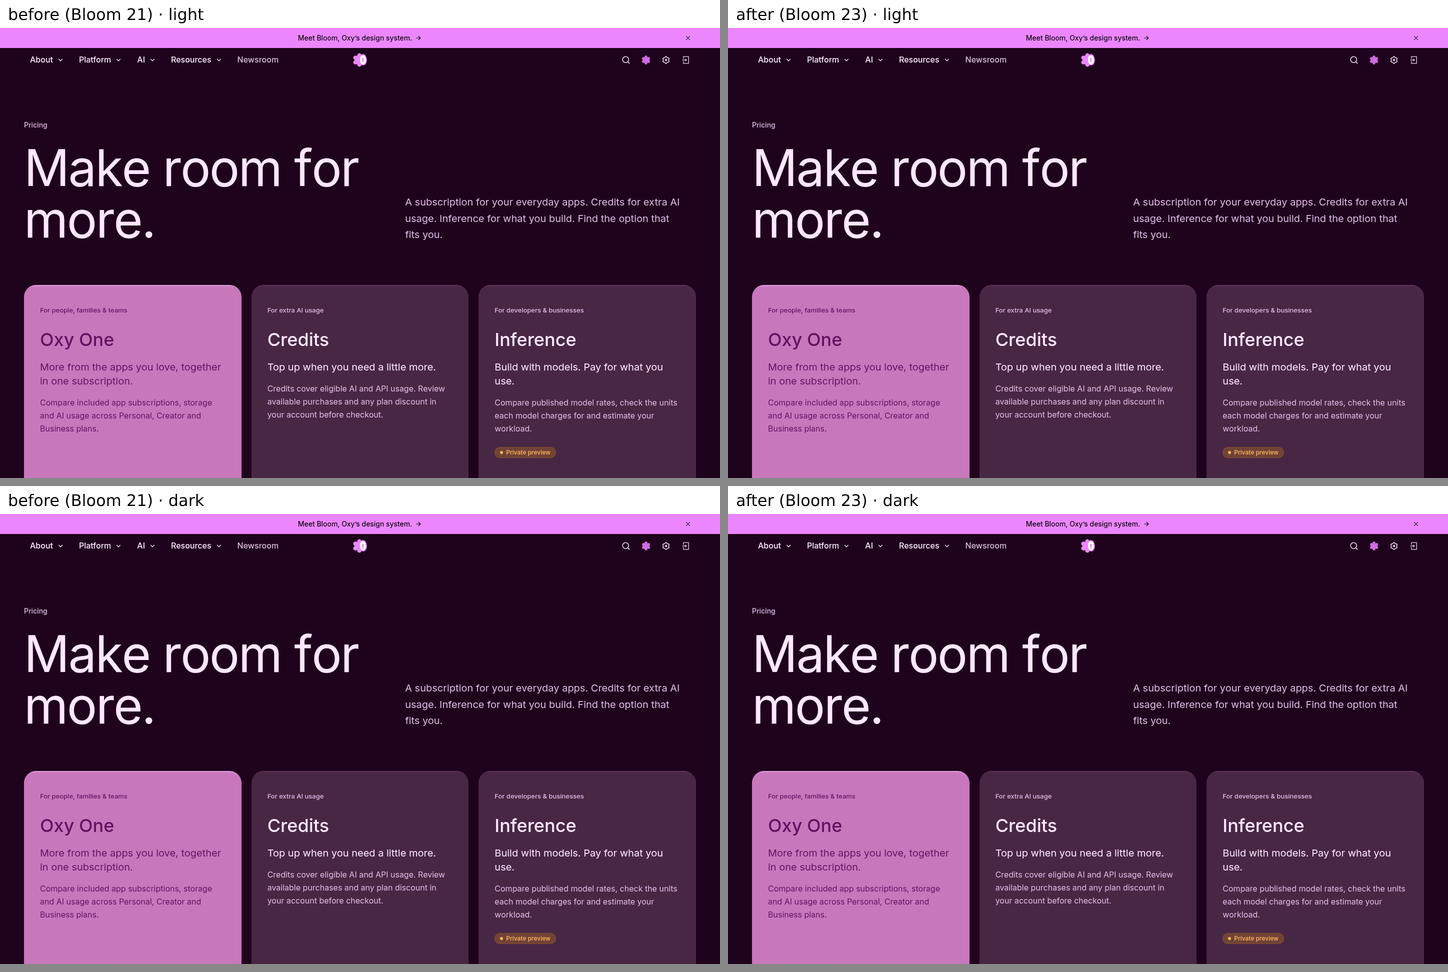 before (Bloom 21) · light
Meet Bloom, Oxy's design system. →
About Platform AI Resources Newsroom
Pricing
Make room for
more.
A subscription for your everyday apps. Credits for extra AI
usage. Inference for what you build. Find the option that
fits you.
For people, families & teams
Oxy One
More from the apps you love, together
in one subscription.
Compare included app subscriptions, storage
and AI usage across Personal, Creator and
Business plans.
For extra AI usage
Credits
Top up when you need a little more.
Credits cover eligible AI and API usage. Review
available purchases and any plan discount in
your account before checkout.
For developers & businesses
Inference
Build with models. Pay for what you
use.
Compare published model rates, check the units
each model charges for and estimate your
workload.
Private preview
after (Bloom 23) · light
Meet Bloom, Oxy's design system. →
About Platform AI Resources Newsroom
Pricing
Make room for
more.
A subscription for your everyday apps. Credits for extra AI
usage. Inference for what you build. Find the option that
fits you.
For people, families & teams
Oxy One
More from the apps you love, together
in one subscription.
Compare included app subscriptions, storage
and AI usage across Personal, Creator and
Business plans.
For extra AI usage
Credits
Top up when you need a little more.
Credits cover eligible AI and API usage. Review
available purchases and any plan discount in
your account before checkout.
For developers & businesses
Inference
Build with models. Pay for what you
use.
Compare published model rates, check the units
each model charges for and estimate your
workload.
Private preview
before (Bloom 21) · dark
Meet Bloom, Oxy's design system. →
About Platform AI Resources Newsroom
Pricing
Make room for
more.
A subscription for your everyday apps. Credits for extra AI
usage. Inference for what you build. Find the option that
fits you.
For people, families & teams
Oxy One
More from the apps you love, together
in one subscription.
Compare included app subscriptions, storage
and AI usage across Personal, Creator and
Business plans.
For extra AI usage
Credits
Top up when you need a little more.
Credits cover eligible AI and API usage. Review
available purchases and any plan discount in
your account before checkout.
For developers & businesses
Inference
Build with models. Pay for what you
use.
Compare published model rates, check the units
each model charges for and estimate your
workload.
Private preview
after (Bloom 23) · dark
Meet Bloom, Oxy's design system. →
About Platform AI Resources Newsroom
Pricing
Make room for
more.
A subscription for your everyday apps. Credits for extra AI
usage. Inference for what you build. Find the option that
fits you.
For people, families & teams
Oxy One
More from the apps you love, together
in one subscription.
Compare included app subscriptions, storage
and AI usage across Personal, Creator and
Business plans.
For extra AI usage
Credits
Top up when you need a little more.
Credits cover eligible AI and API usage. Review
available purchases and any plan discount in
your account before checkout.
For developers & businesses
Inference
Build with models. Pay for what you
use.
Compare published model rates, check the units
each model charges for and estimate your
workload.
Private preview